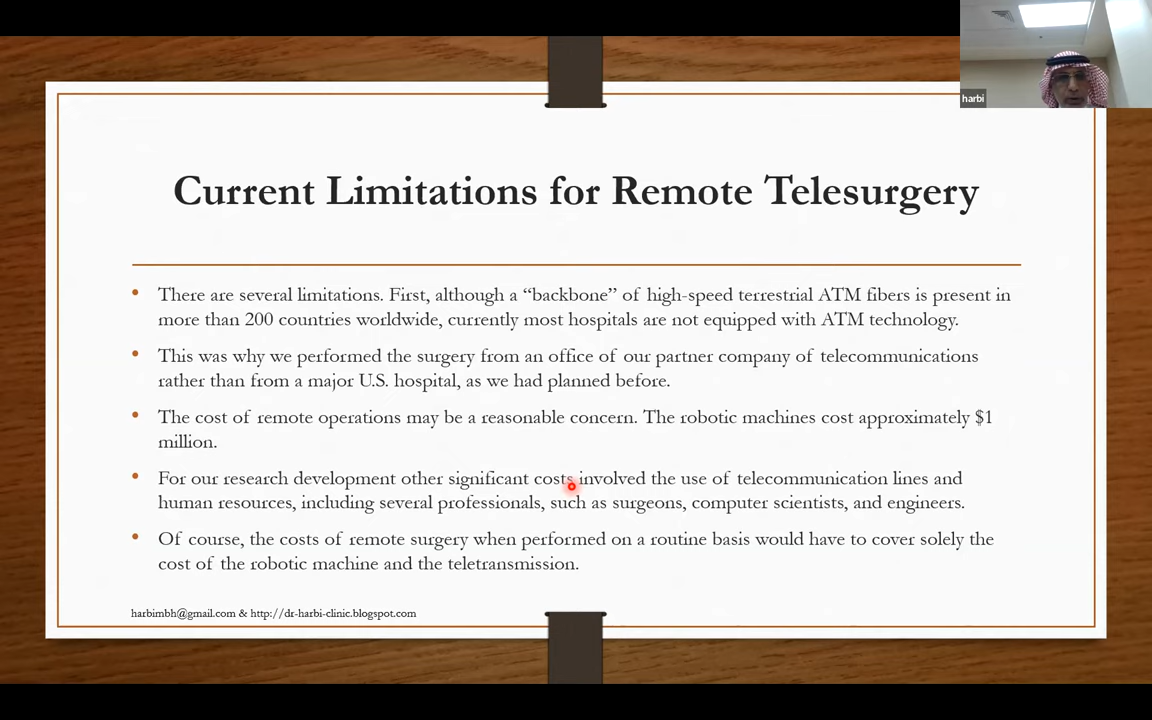 harbi
Current Limitations for Remote Telesurgery
• There are several limitations. First, although a “backbone” of high-speed terrestrial ATM fibers is present in
more than 200 countries worldwide, currently most hospitals are not equipped with ATM technology.
• This was why we performed the surgery from an office of our partner company of telecommunications
rather than from a major U.S. hospital, as we had planned before.
• The cost of remote operations may be a reasonable concern. The robotic machines cost approximately $1
million.
• For our research development other significant costs involved the use of telecommunication lines and
human resources, including several professionals, such as surgeons, computer scientists, and engineers.
• Of course, the costs of remote surgery when performed on a routine basis would have to cover solely the
cost of the robotic machine and the teletransmission.
harbimbh@gmail.com & http://dr-harbi-clinic.blogspot.com